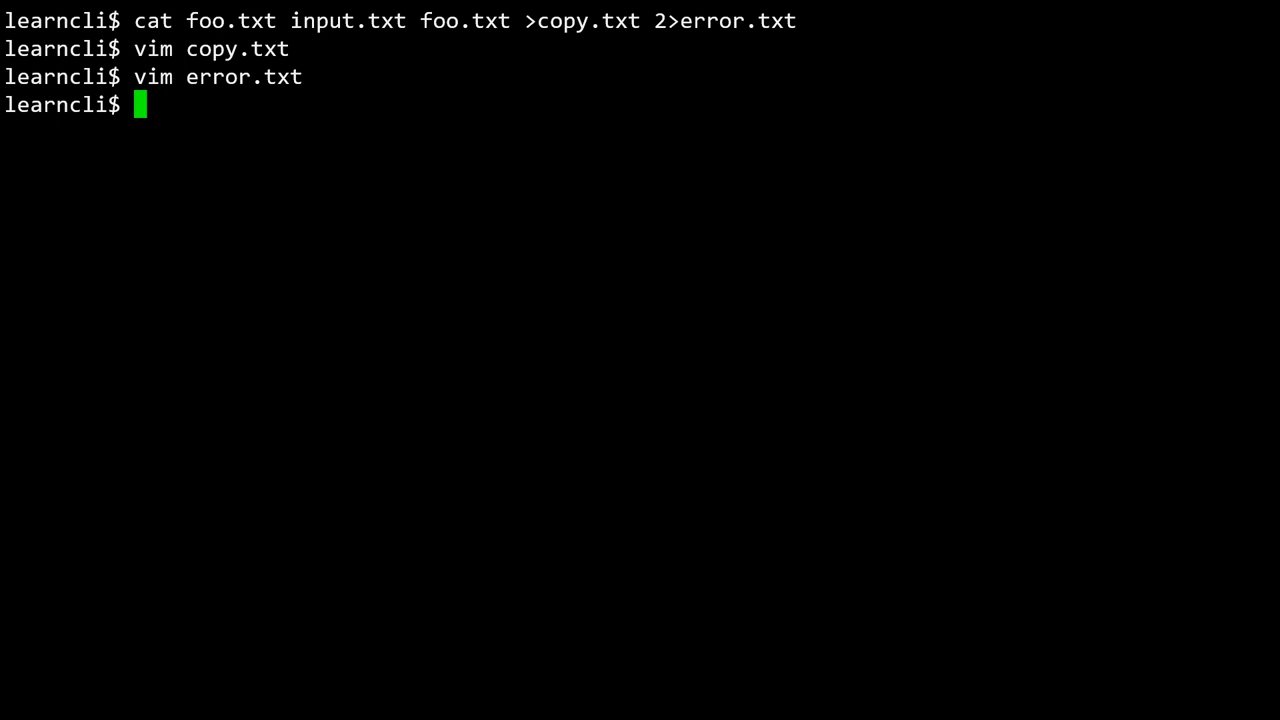 learncli$ cat foo.txt input.txt foo.txt >copy.txt 2>error.txt
learncli$ vim copy.txt
learncli$ vim error.txt
learncli$